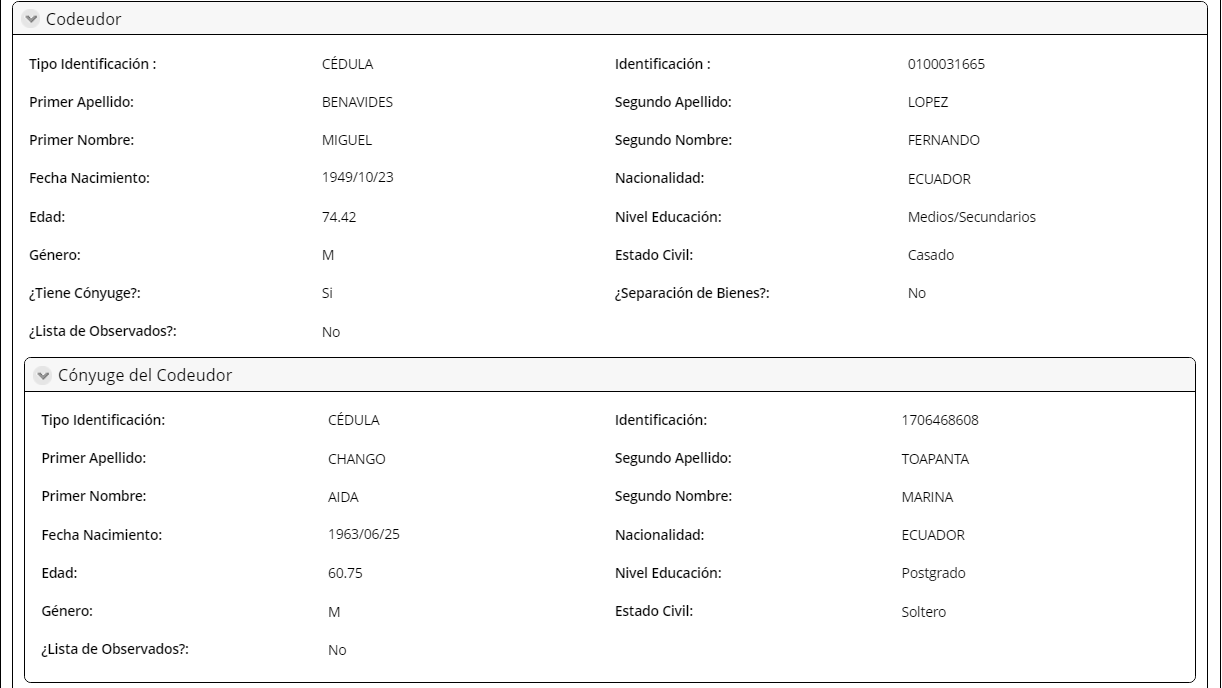 Codeudor
Tipo Identificación : CÉDULA Identificación : 0100031665
Primer Apellido: BENAVIDES Segundo Apellido: LOPEZ
Primer Nombre: MIGUEL Segundo Nombre: FERNANDO
Fecha Nacimiento: 1949/10/23 Nacionalidad: ECUADOR
Edad: 74.42 Nivel Educación: Medios/Secundarios
Género: M Estado Civil: Casado
¿Tiene Cónyuge?: Si ¿Separación de Bienes?: No
¿Lista de Observados?: No
Cónyuge del Codeudor
Tipo Identificación: CÉDULA Identificación: 1706468608
Primer Apellido: CHANGO Segundo Apellido: TOAPANTA
Primer Nombre: AIDA Segundo Nombre: MARINA
Fecha Nacimiento: 1963/06/25 Nacionalidad: ECUADOR
Edad: 60.75 Nivel Educación: Postgrado
Género: M Estado Civil: Soltero
¿Lista de Observados?: No